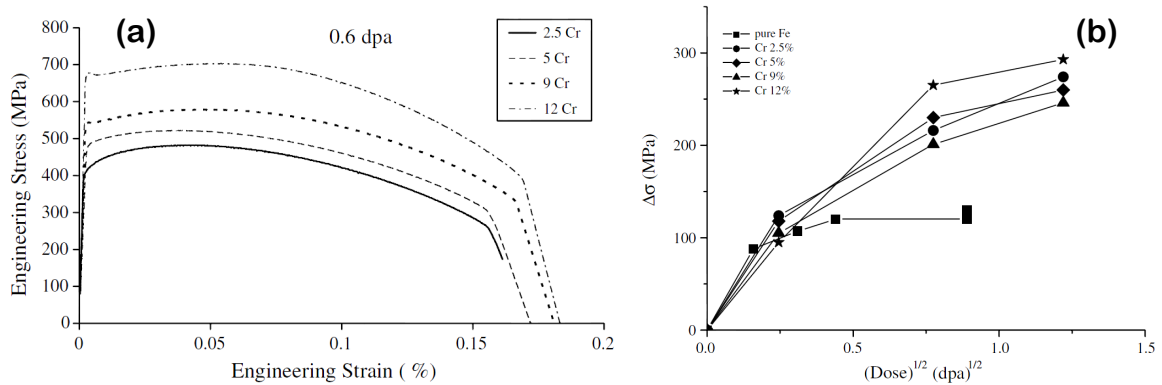 (a)
0.6 dpa
2.5 Cr
5 Cr
9 Cr
12 Cr
800
700
600
500
400
300
200
100
0
Engineering Stress (MPa)
0
0.05
0.1
0.15
0.2
Engineering Strain ( %)
(b)
pure Fe
Cr 2.5%
Cr 5%
Cr 9%
Cr 12%
300
200
100
0
Δσ (MPa)
0.0
0.5
1.0
1.5
(Dose)^1/2 (dpa)^1/2